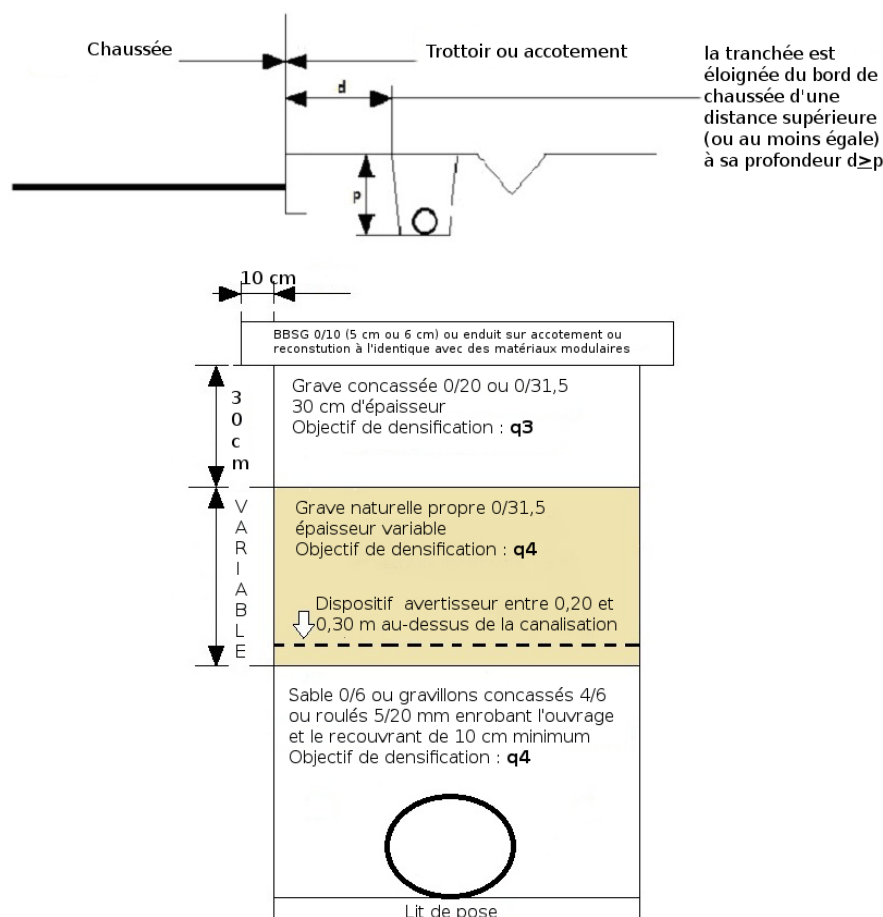 Chaussée
Trottoir ou accotement
la tranchée est
éloignée du bord de
chaussée d'une
distance supérieure
(ou au moins égale)
à sa profondeur d≥p
d
p
10 cm
BBSG 0/10 (5 cm ou 6 cm) ou enduit sur accotement ou
reconstution à l'identique avec des matériaux modulaires
30cm
Grave concassée 0/20 ou 0/31,5
30 cm d'épaisseur
Objectif de densification : q3
VARIABLE
Grave naturelle propre 0/31,5
épaisseur variable
Objectif de densification : q4
Dispositif avertisseur entre 0,20 et
0,30 m au-dessus de la canalisation
Sable 0/6 ou gravillons concassés 4/6
ou roulés 5/20 mm enrobant l'ouvrage
et le recouvrant de 10 cm minimum
Objectif de densification : q4
Lit de pose